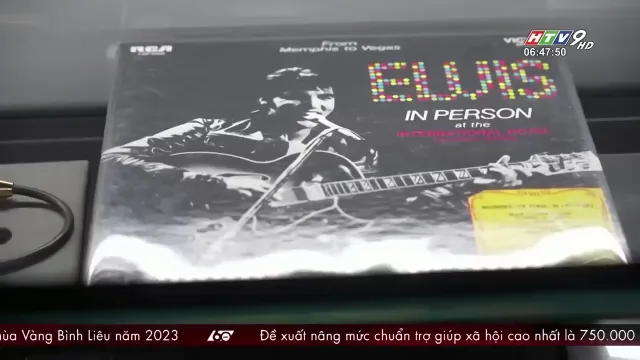 HTV9 HD
06:47:50
RCA
From
Memphis to Vegas
ELVIS
IN PERSON
at the
INTERNATIONAL HOTEL
ùa Vàng Bình Liêu năm 2023 60 Đề xuất nâng mức chuẩn trợ giúp xã hội cao nhất là 750.000